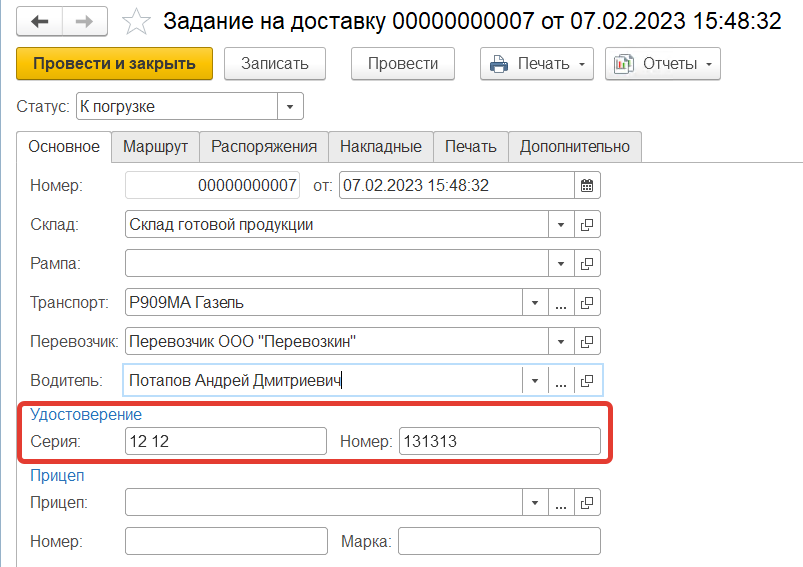 Задание на доставку 00000000007 от 07.02.2023 15:48:32
Провести и закрыть Записать Провести Печать Отчеты
Статус: К погрузке
Основное Маршрут Распоряжения Накладные Печать Дополнительно
Номер: 00000000007 от: 07.02.2023 15:48:32
Склад: Склад готовой продукции
Рампа:
Транспорт: Р909МА Газель ...
Перевозчик: Перевозчик ООО "Перевозкин"
Водитель: Потапов Андрей Дмитриевич ...
Удостоверение
Серия: 12 12 Номер: 131313
Прицеп
Прицеп: ...
Номер: Марка: